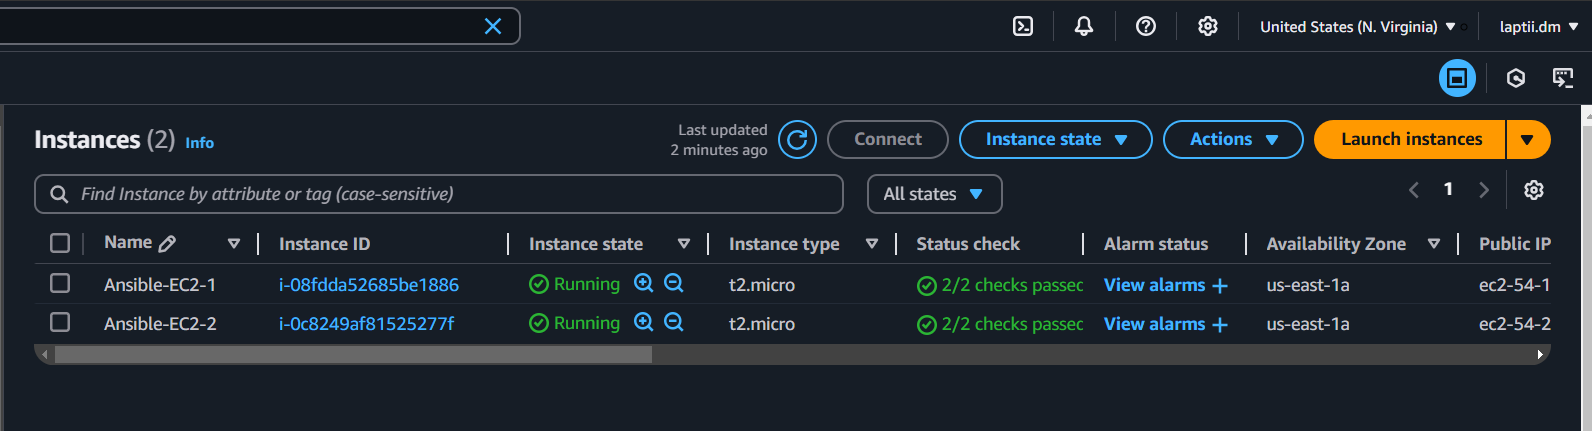 United States (N. Virginia) laptii.dm
Instances (2) Info
Last updated
2 minutes ago
Connect Instance state Actions Launch instances
Find Instance by attribute or tag (case-sensitive) All states 1
Name Instance ID Instance state Instance type Status check Alarm status Availability Zone Public IP
Ansible-EC2-1 i-08fdda52685be1886 Running t2.micro 2/2 checks passec View alarms + us-east-1a ec2-54-1
Ansible-EC2-2 i-0c8249af81525277f Running t2.micro 2/2 checks passec View alarms + us-east-1a ec2-54-2